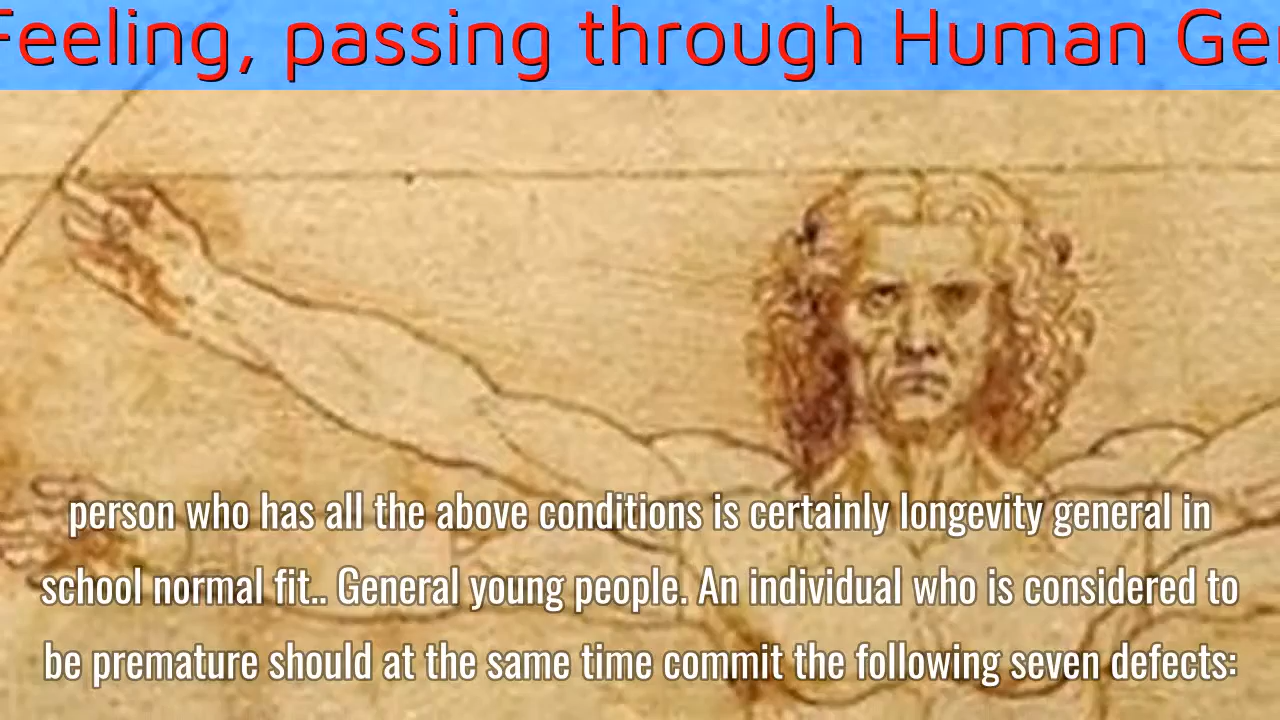 Feeling, passing through Human Ge
person who has all the above conditions is certainly longevity general in
school normal fit.. General young people. An individual who is considered to
be premature should at the same time commit the following seven defects: